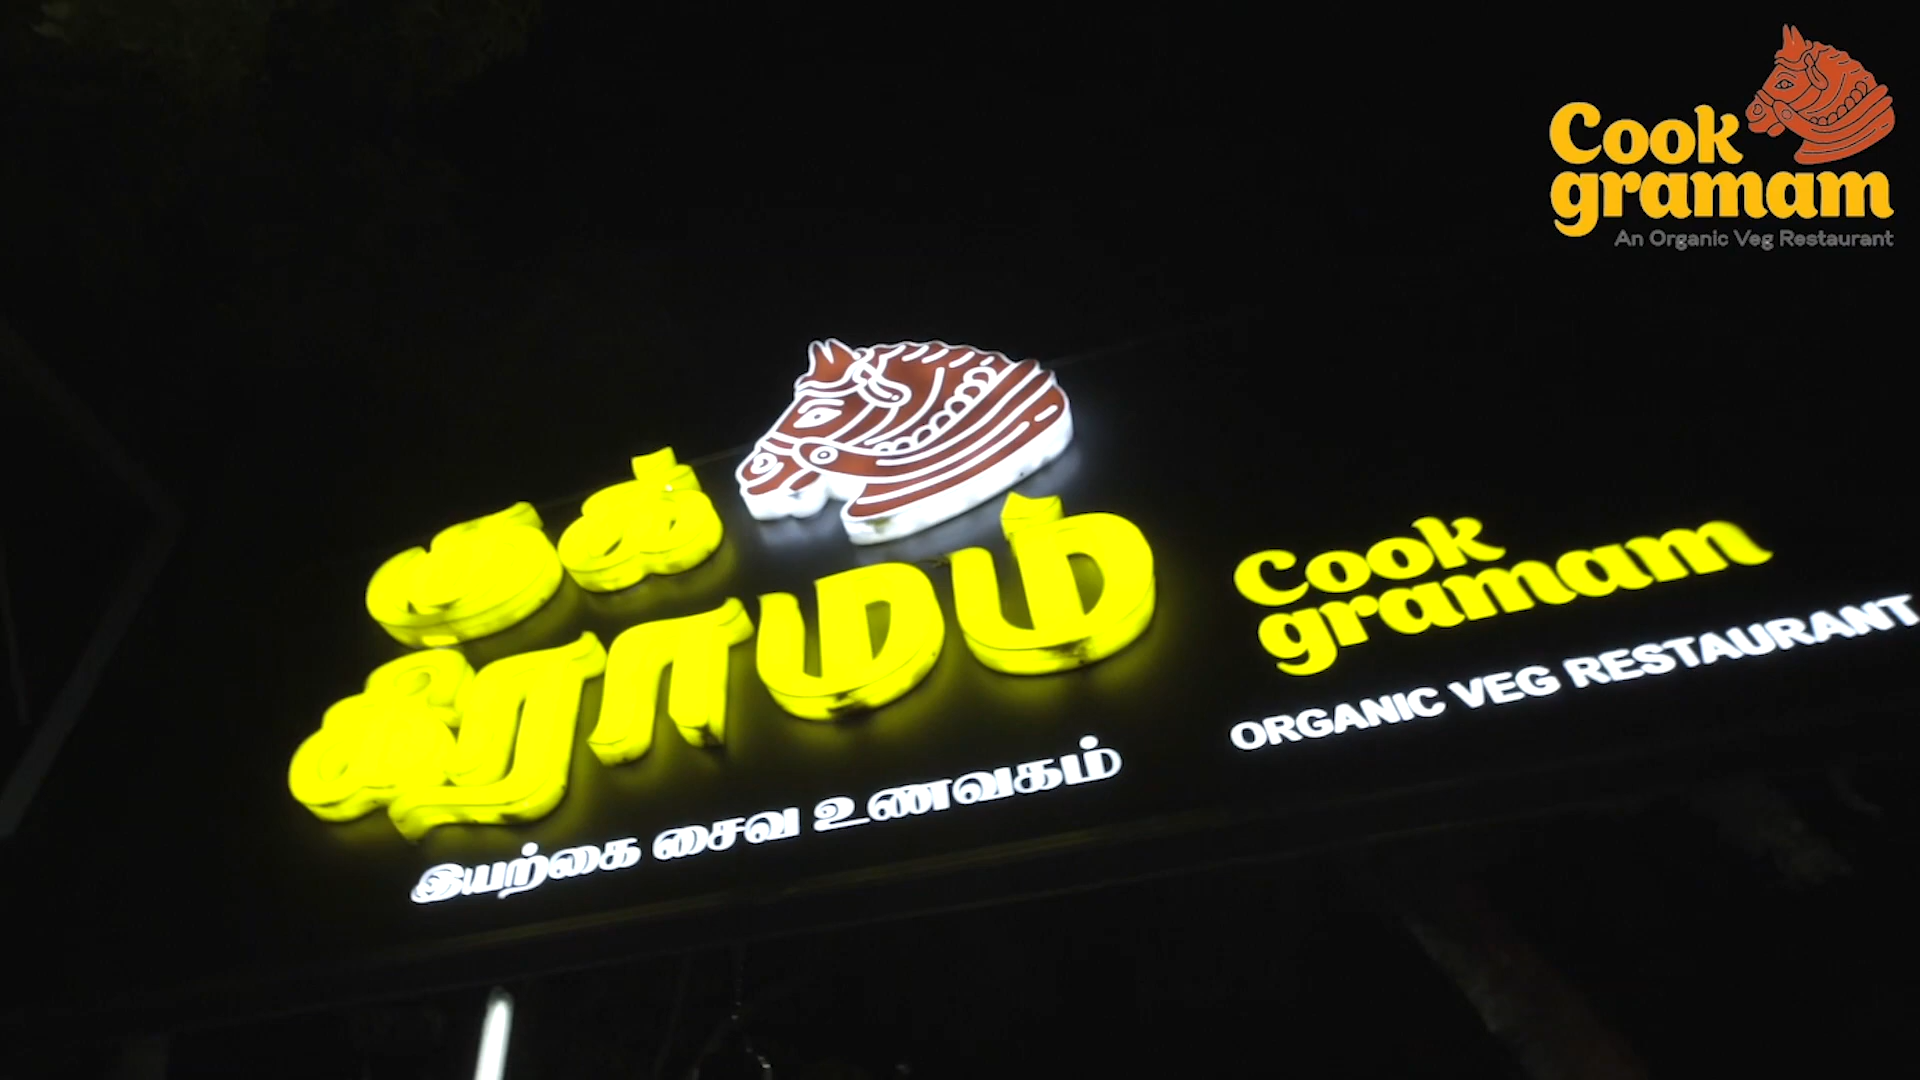 Cook
gramam
An Organic Veg Restaurant
குக்
கிராமம்
இயற்கை சைவ உணவகம்
Cook
gramam
ORGANIC VEG RESTAURANT